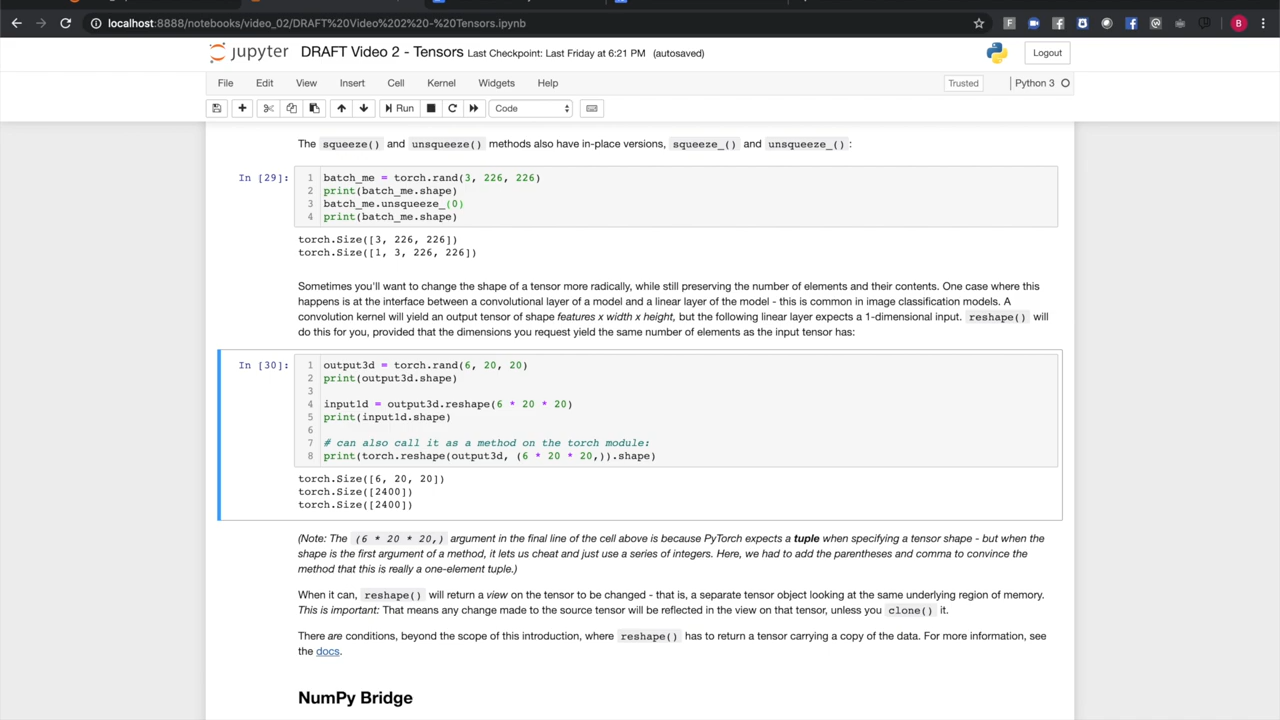 localhost:8888/notebooks/video_02/DRAFT%20Video%202%20-%20Tensors.ipynb
B
jupyter DRAFT Video 2 - Tensors Last Checkpoint: Last Friday at 6:21 PM (autosaved)
Logout
File Edit View Insert Cell Kernel Widgets Help
Trusted Python 3
Run Code
The squeeze() and unsqueeze() methods also have in-place versions, squeeze_() and unsqueeze_():
In [29]:
1 batch_me = torch.rand(3, 226, 226)
2 print(batch_me.shape)
3 batch_me.unsqueeze_(0)
4 print(batch_me.shape)
torch.Size([3, 226, 226])
torch.Size([1, 3, 226, 226])
Sometimes you'll want to change the shape of a tensor more radically, while still preserving the number of elements and their contents. One case where this
happens is at the interface between a convolutional layer of a model and a linear layer of the model - this is common in image classification models. A
convolution kernel will yield an output tensor of shape features x width x height, but the following linear layer expects a 1-dimensional input. reshape() will
do this for you, provided that the dimensions you request yield the same number of elements as the input tensor has:
In [30]:
1 output3d = torch.rand(6, 20, 20)
2 print(output3d.shape)
3
4 input1d = output3d.reshape(6 * 20 * 20)
5 print(input1d.shape)
6
7 # can also call it as a method on the torch module:
8 print(torch.reshape(output3d, (6 * 20 * 20,)).shape)
torch.Size([6, 20, 20])
torch.Size([2400])
torch.Size([2400])
(Note: The (6 * 20 * 20,) argument in the final line of the cell above is because PyTorch expects a tuple when specifying a tensor shape - but when the
shape is the first argument of a method, it lets us cheat and just use a series of integers. Here, we had to add the parentheses and comma to convince the
method that this is really a one-element tuple.)
When it can, reshape() will return a view on the tensor to be changed - that is, a separate tensor object looking at the same underlying region of memory.
This is important: That means any change made to the source tensor will be reflected in the view on that tensor, unless you clone() it.
There are conditions, beyond the scope of this introduction, where reshape() has to return a tensor carrying a copy of the data. For more information, see
the docs.
NumPy Bridge